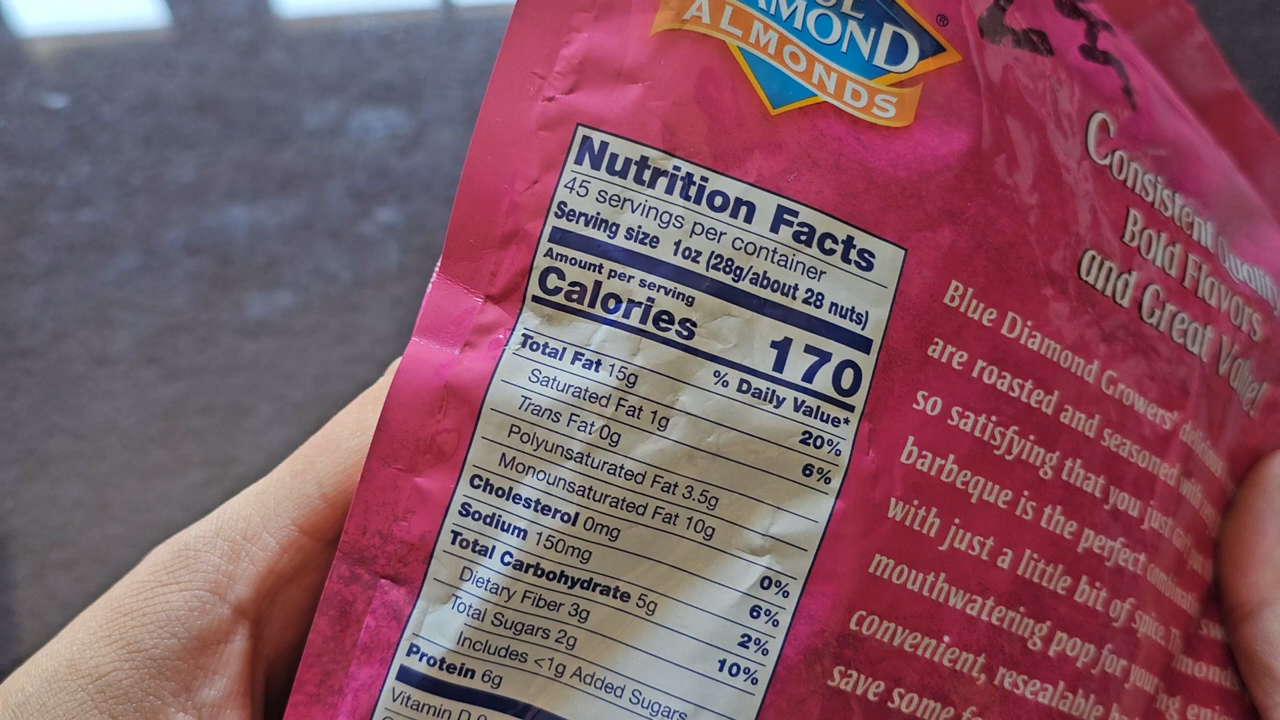 AMOND
ALMONDS
®
Nutrition Facts
45 servings per container
Serving size 1oz (28g/about 28 nuts)
Amount per serving
Calories 170
% Daily Value*
Total Fat 15g 20%
Saturated Fat 1g 6%
Trans Fat 0g
Polyunsaturated Fat 3.5g
Monounsaturated Fat 10g
Cholesterol 0mg 0%
Sodium 150mg 6%
Total Carbohydrate 5g 2%
Dietary Fiber 3g 10%
Total Sugars 2g
Includes <1g Added Sugars
Protein 6g
Vitamin D
Consistent Quality
Bold Flavors
and Great Value!
Blue Diamond Growers'
are roasted and seasoned
so satisfying that you just
barbeque is the perfect
with just a little bit of spice.
mouthwatering pop for your
convenient, resealable
save some